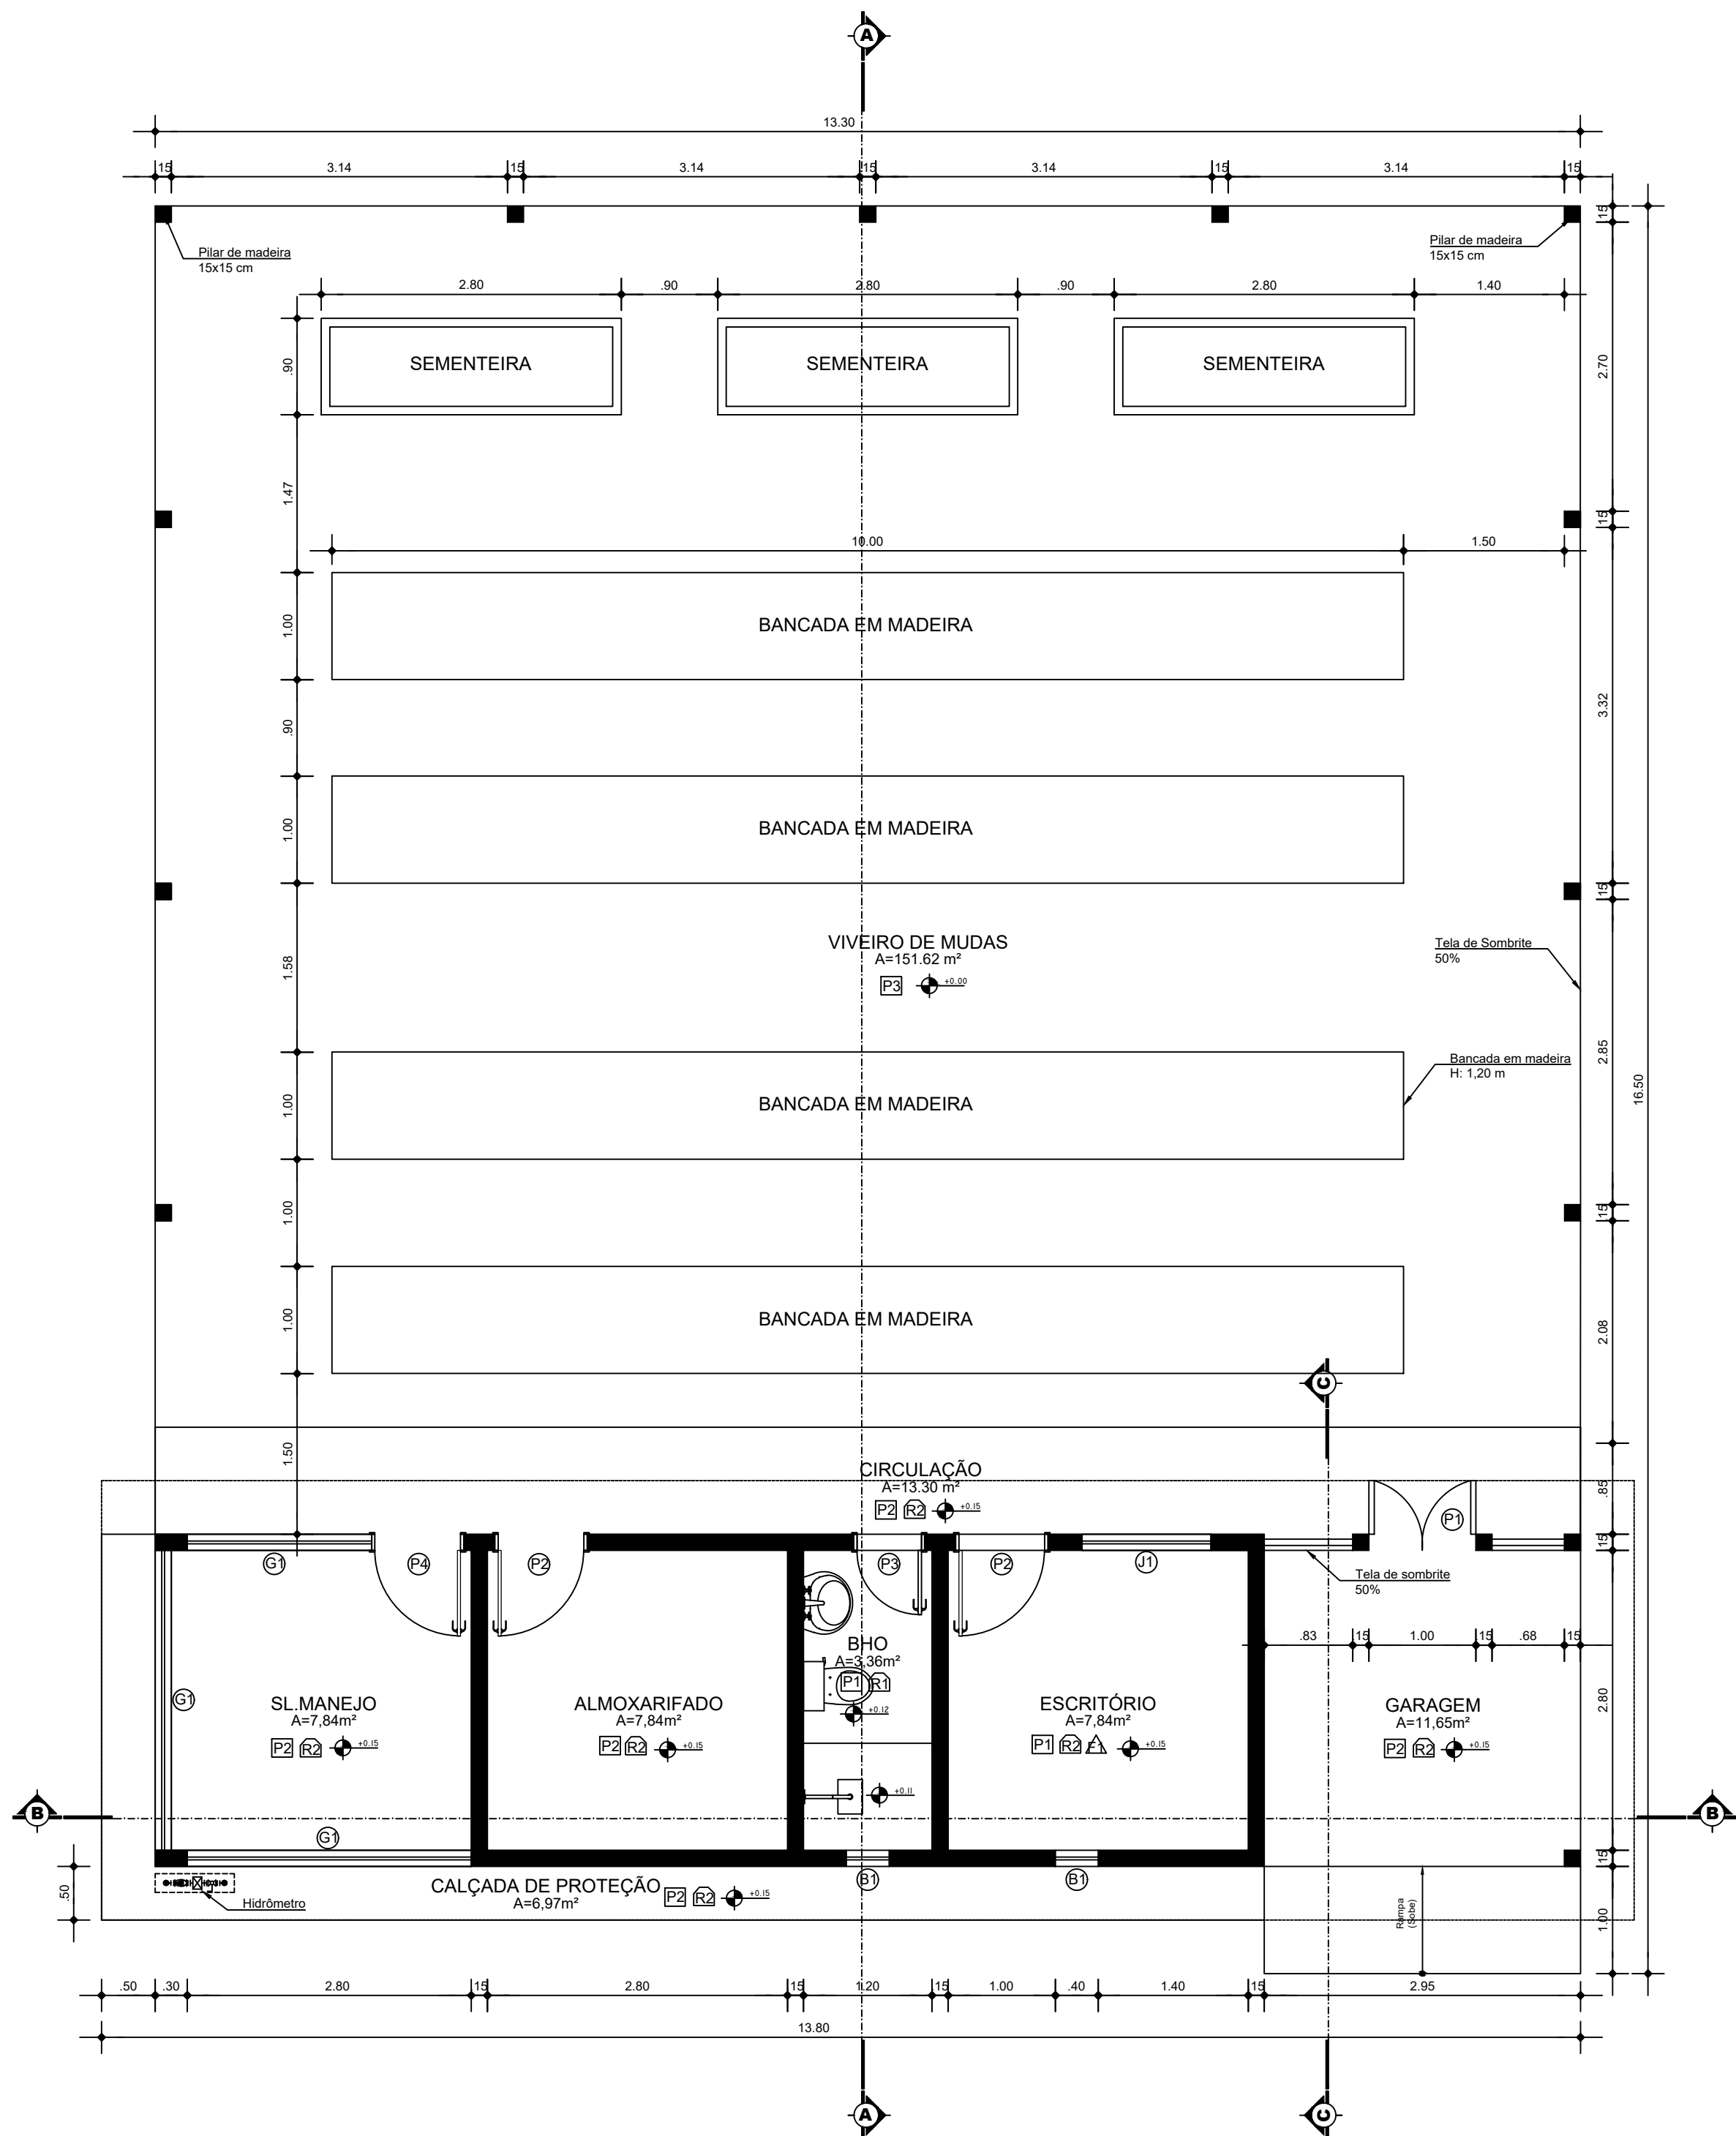 A
13.30
15
3.14
15
3.14
15
3.14
15
3.14
15
Pilar de madeira
15x15 cm
Pilar de madeira
15x15 cm
15
2.80
.90
2.80
.90
2.80
1.40
SEMENTEIRA
SEMENTEIRA
SEMENTEIRA
.90
2.70
1.47
15
10.00
1.50
BANCADA EM MADEIRA
1.00
.90
3.32
BANCADA EM MADEIRA
1.00
15
VIVEIRO DE MUDAS
A=151.62 m²
P3
+0.00
Tela de Sombrite
50%
1.58
2.85
Bancada em madeira
H: 1,20 m
16.50
BANCADA EM MADEIRA
1.00
1.00
15
BANCADA EM MADEIRA
1.00
2.08
C
1.50
CIRCULAÇÃO
A=13.30 m²
P2
R2
+0.15
.85
P1
15
G1
P4
P2
P3
P2
J1
Tela de sombrite
50%
.83
15
1.00
15
.68
15
BHO
A=3,36m²
P1
R1
+0.12
G1
SL.MANEJO
A=7,84m²
P2
R2
+0.15
ALMOXARIFADO
A=7,84m²
P2
R2
+0.15
ESCRITÓRIO
A=7,84m²
P1
R2
F1
+0.15
GARAGEM
A=11,65m²
P2
R2
+0.15
2.80
+0.11
B
B
G1
15
B1
B1
.50
Hidrômetro
CALÇADA DE PROTEÇÃO
A=6,97m²
P2
R2
+0.15
Rampa
(Sobe)
1.00
.50
.30
2.80
15
2.80
15
1.20
15
1.00
.40
1.40
15
2.95
13.80
A
C